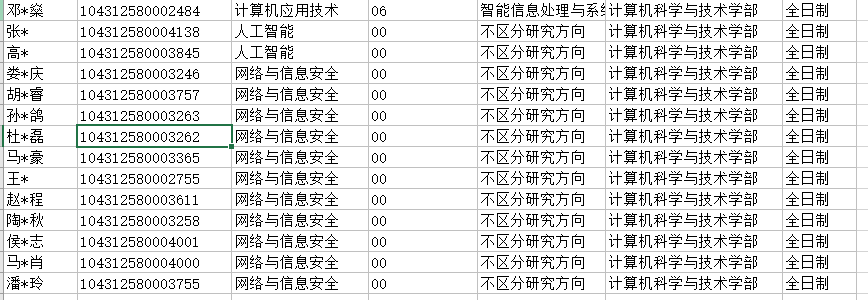 邓*燊 104312580002484 计算机应用技术 06 智能信息处理与系统 计算机科学与技术学部 全日制
张* 104312580004138 人工智能 00 不区分研究方向 计算机科学与技术学部 全日制
高* 104312580003845 人工智能 00 不区分研究方向 计算机科学与技术学部 全日制
娄*庆 104312580003246 网络与信息安全 00 不区分研究方向 计算机科学与技术学部 全日制
胡*睿 104312580003757 网络与信息安全 00 不区分研究方向 计算机科学与技术学部 全日制
孙*鸽 104312580003263 网络与信息安全 00 不区分研究方向 计算机科学与技术学部 全日制
杜*磊 104312580003262 网络与信息安全 00 不区分研究方向 计算机科学与技术学部 全日制
马*豪 104312580003365 网络与信息安全 00 不区分研究方向 计算机科学与技术学部 全日制
王* 104312580002755 网络与信息安全 00 不区分研究方向 计算机科学与技术学部 全日制
赵*程 104312580003611 网络与信息安全 00 不区分研究方向 计算机科学与技术学部 全日制
陶*秋 104312580003258 网络与信息安全 00 不区分研究方向 计算机科学与技术学部 全日制
侯*志 104312580004001 网络与信息安全 00 不区分研究方向 计算机科学与技术学部 全日制
马*肖 104312580004000 网络与信息安全 00 不区分研究方向 计算机科学与技术学部 全日制
潘*玲 104312580003755 网络与信息安全 00 不区分研究方向 计算机科学与技术学部 全日制